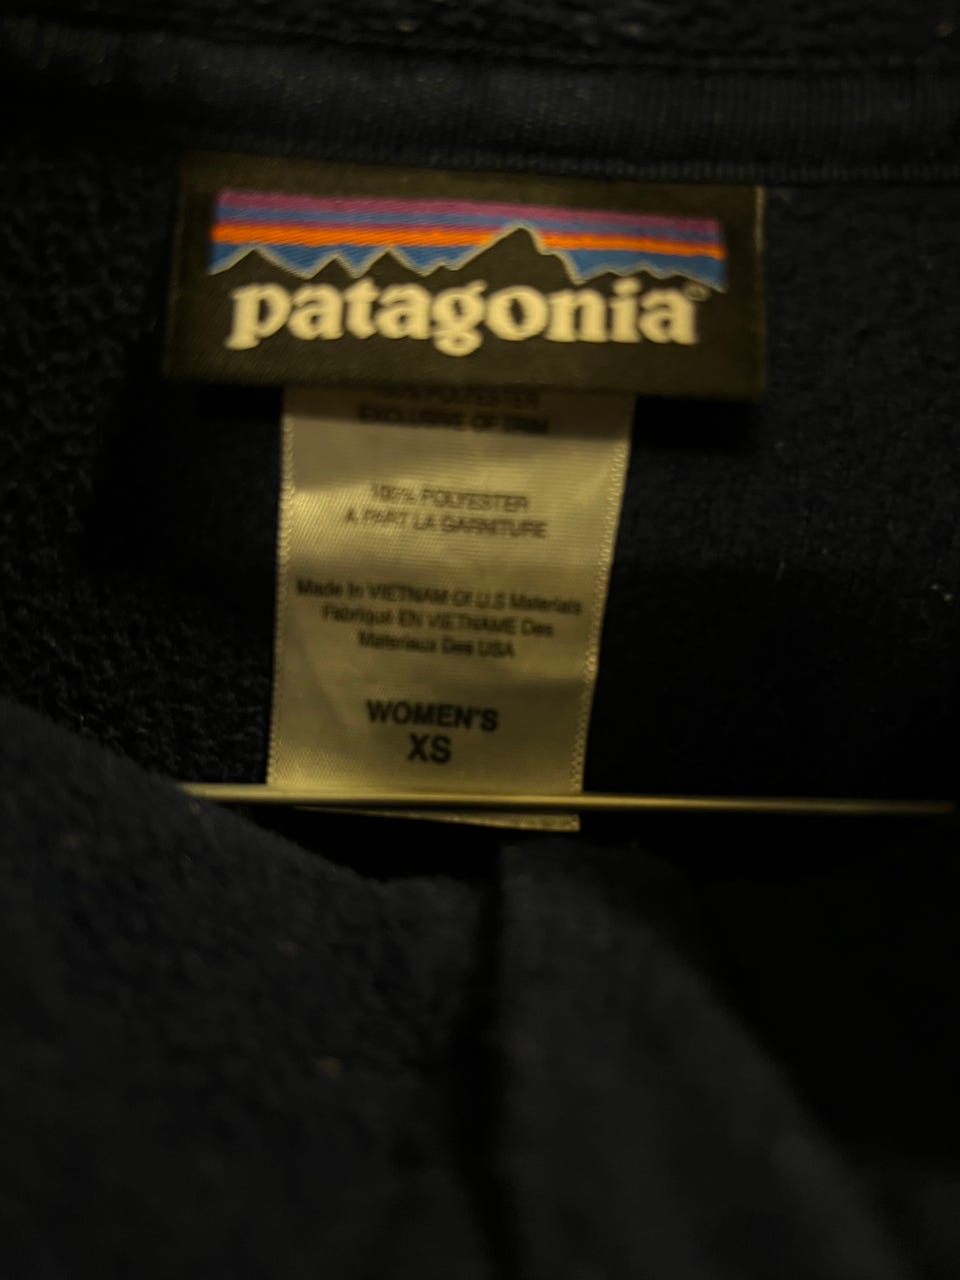 patagonia
100% POLYESTER
EXCLUSIVE OF TRIM
100% POLYESTER
A PART LA GARNITURE
Made In VIETNAM Of U.S Materials
Fabriqué EN VIETNAME Des
Materieaux Des USA
WOMEN'S
XS